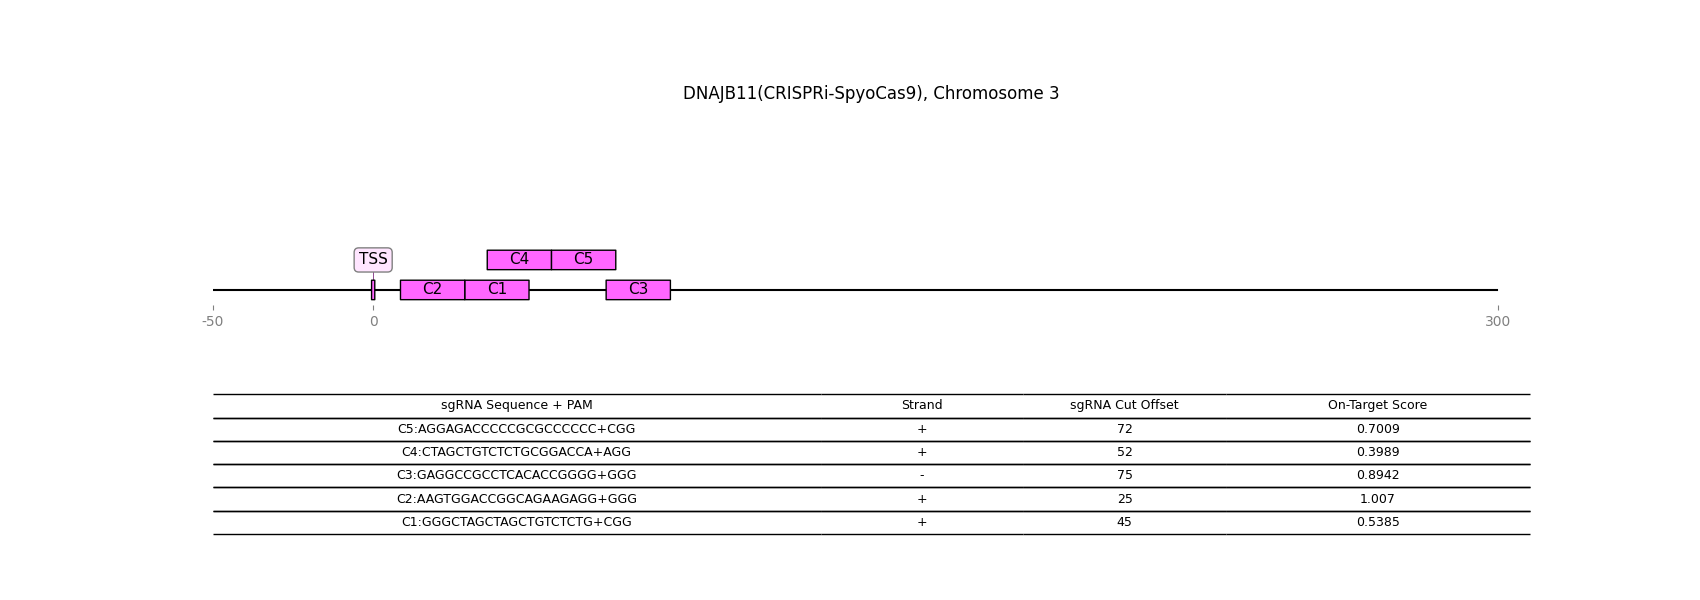 DNAJB11(CRISPRi-SpyoCas9), Chromosome 3
TSS C4 C5
C2 C1 C3
-50 0 300
sgRNA Sequence + PAM Strand sgRNA Cut Offset On-Target Score
C5:AGGAGACCCCCGCGCCCCCC+CGG + 72 0.7009
C4:CTAGCTGTCTCTGCGGACCA+AGG + 52 0.3989
C3:GAGGCCGCCTCACACCGGGG+GGG - 75 0.8942
C2:AAGTGGACCGGCAGAAGAGG+GGG + 25 1.007
C1:GGGCTAGCTAGCTGTCTCTG+CGG + 45 0.5385